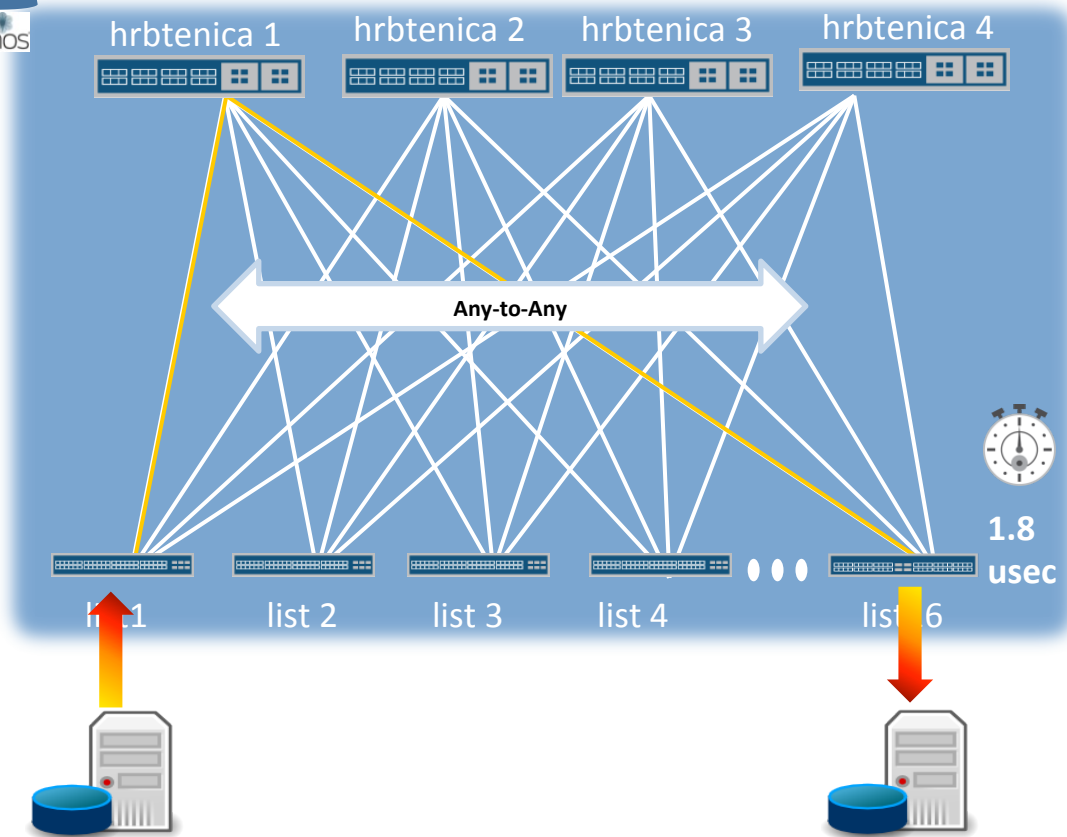 hrbtenica 1
hrbtenica 2
hrbtenica 3
hrbtenica 4
Any-to-Any
1.8
usec
list 2
list 3
list 4